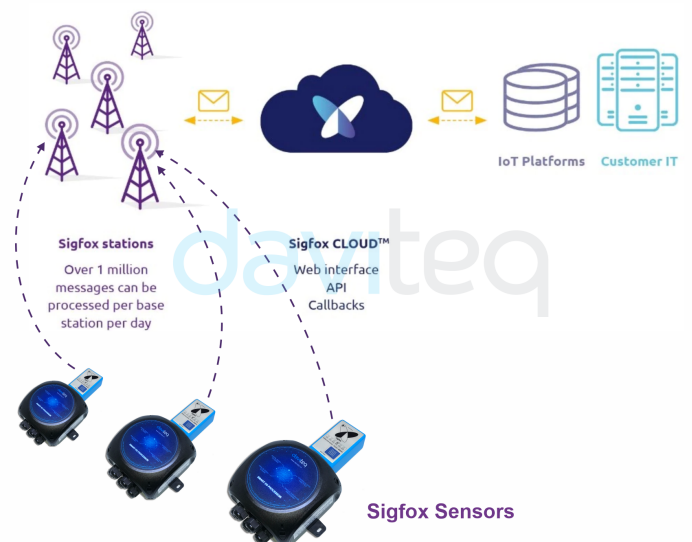 IoT Platforms
Customer IT
Sigfox stations
Over 1 million
messages can be
processed per base
station per day
Sigfox CLOUD™
Web interface
API
Callbacks
daviteq
Sigfox Sensors